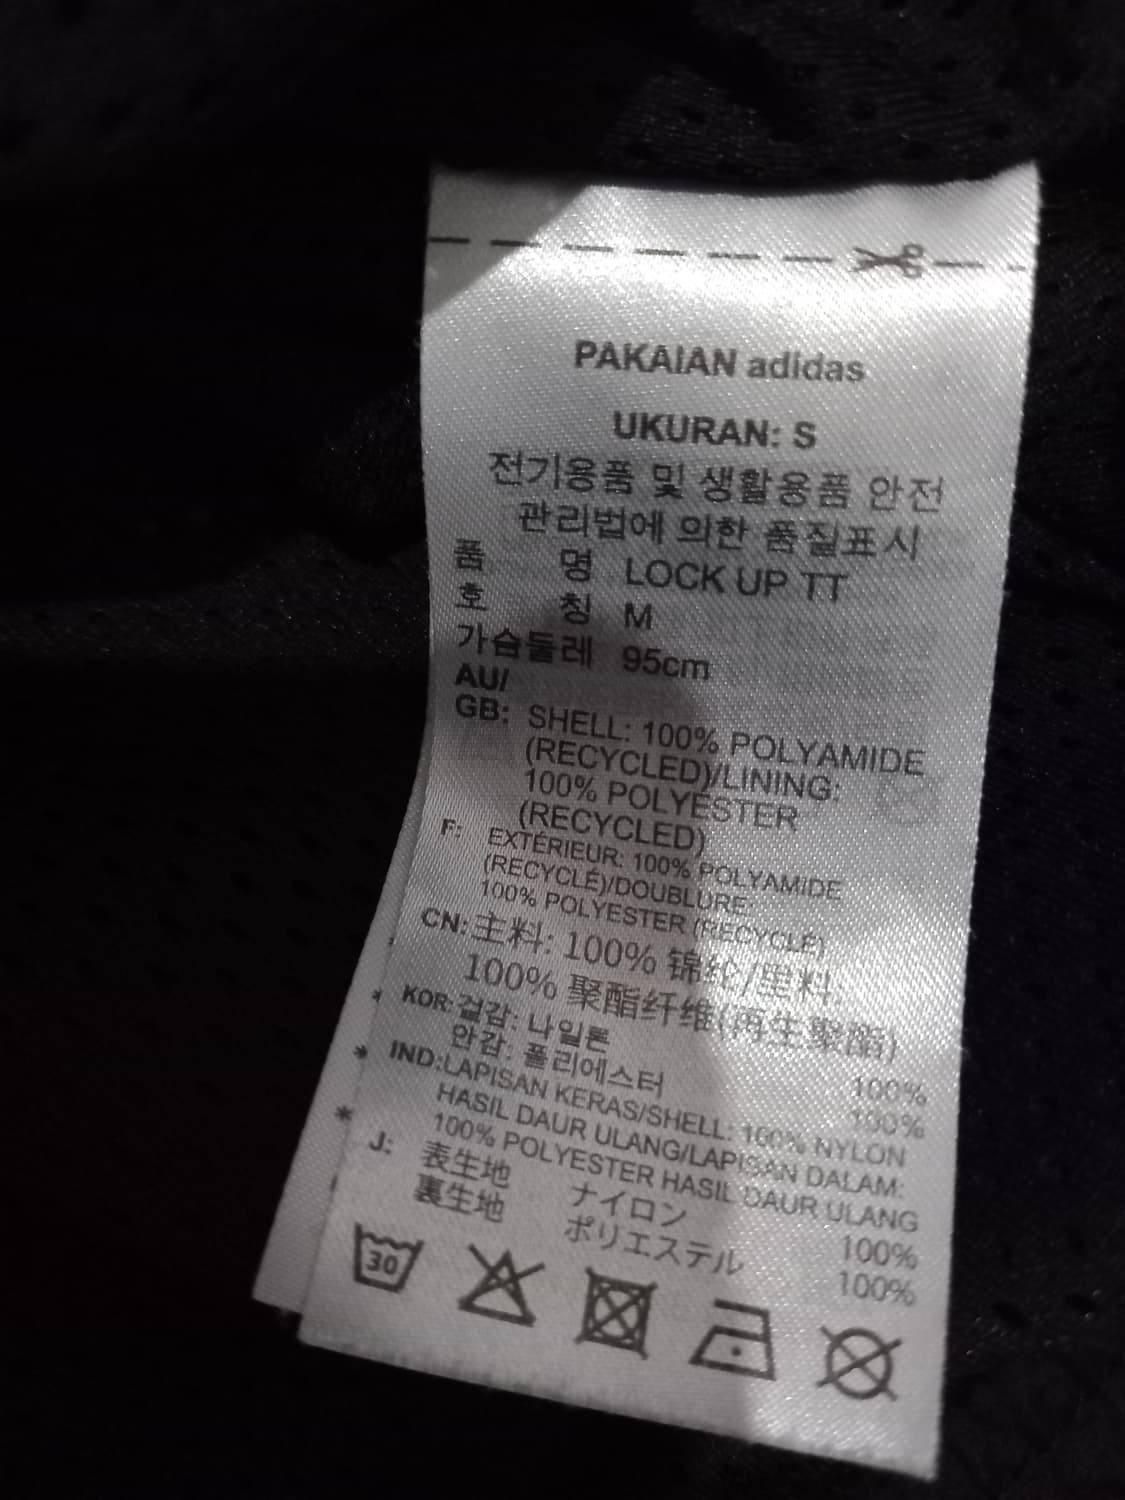 PAKAIAN adidas
UKURAN: S
전기용품 및 생활용품 안전
관리법에 의한 품질표시
품 명 LOCK UP TT
호 칭 M
가슴둘레 95cm
AU/
GB: SHELL: 100% POLYAMIDE
(RECYCLED)/LINING:
100% POLYESTER
(RECYCLED)
F: EXTÉRIEUR: 100% POLYAMIDE
(RECYCLÉ)/DOUBLURE:
100% POLYESTER (RECYCLÉ)
CN: 主料: 100% 锦纶/里料:
100% 聚酯纤维(再生聚酯)
KOR: 겉감: 나일론 100%
안감: 폴리에스터 100%
IND: LAPISAN KERAS/SHELL: 100% NYLON
HASIL DAUR ULANG/LAPISAN DALAM:
100% POLYESTER HASIL DAUR ULANG
J: 表生地 ナイロン 100%
裏生地 ポリエステル 100%
30